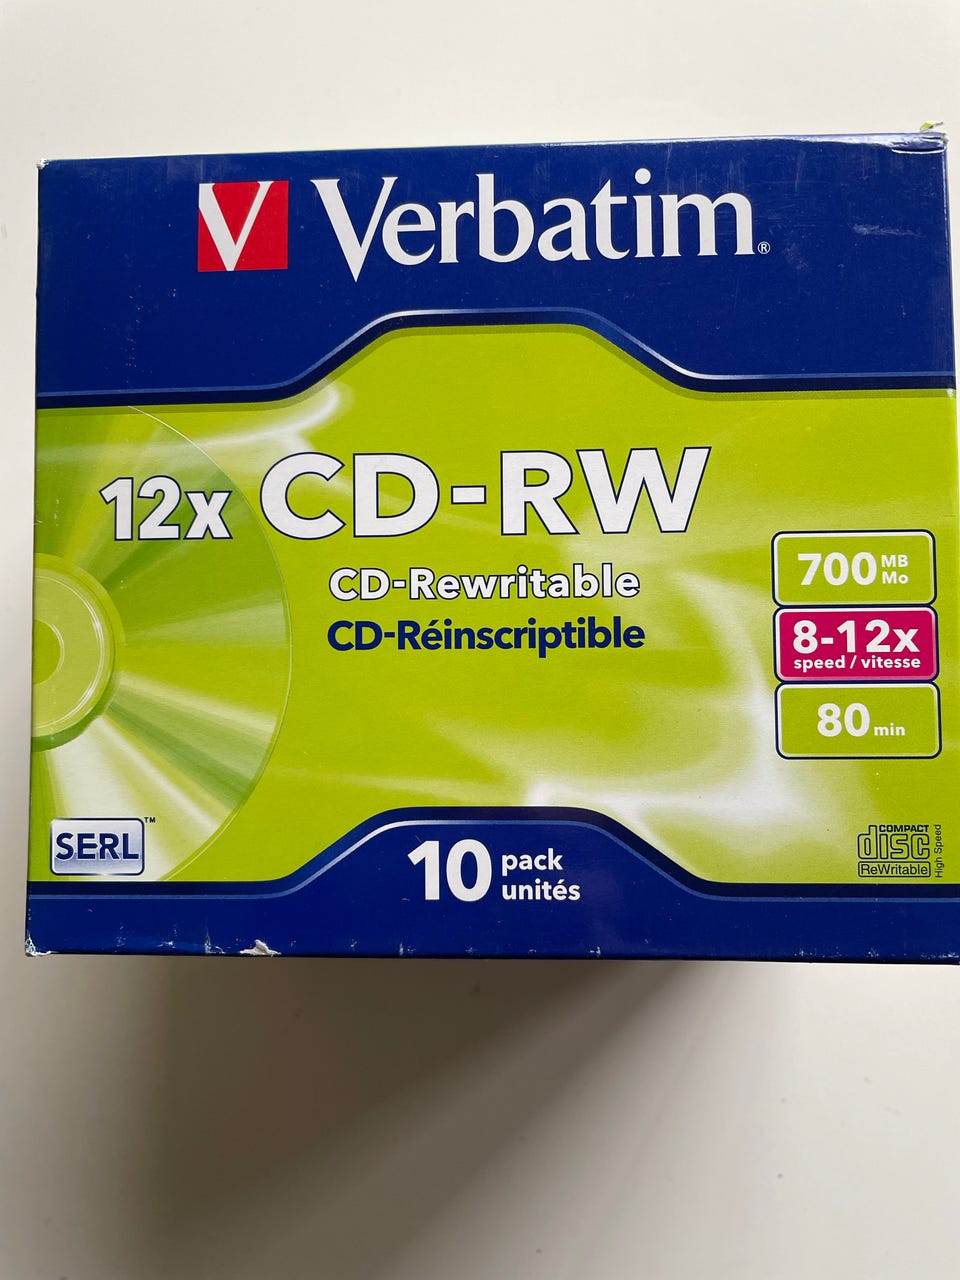 V Verbatim®
12x CD-RW
CD-Rewritable
CD-Réinscriptible
700 MB
Mo
8-12x
speed / vitesse
80 min
SERL™
10 pack
unités
COMPACT
disc
ReWritable
High Speed